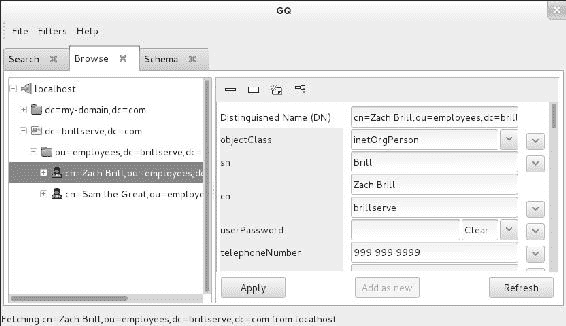 GQ
File Filters Help
Search Browse Schema
localhost
dc=my-domain,dc=com
dc=brillserve,dc=com
ou=employees,dc=brillserve,dc=
cn=Zach Brill,ou=employees,dc
cn=Sam the Great,ou=employe
Distinguished Name (DN) cn=Zach Brill,ou=employees,dc=brill
objectClass inetOrgPerson
sn brill
cn Zach Brill
brillserve
userPassword Clear
telephoneNumber 999 999 9999
Apply Add as new Refresh
Fetching cn=Zach Brill,ou=employees,dc=brillserve,dc=com from localhost